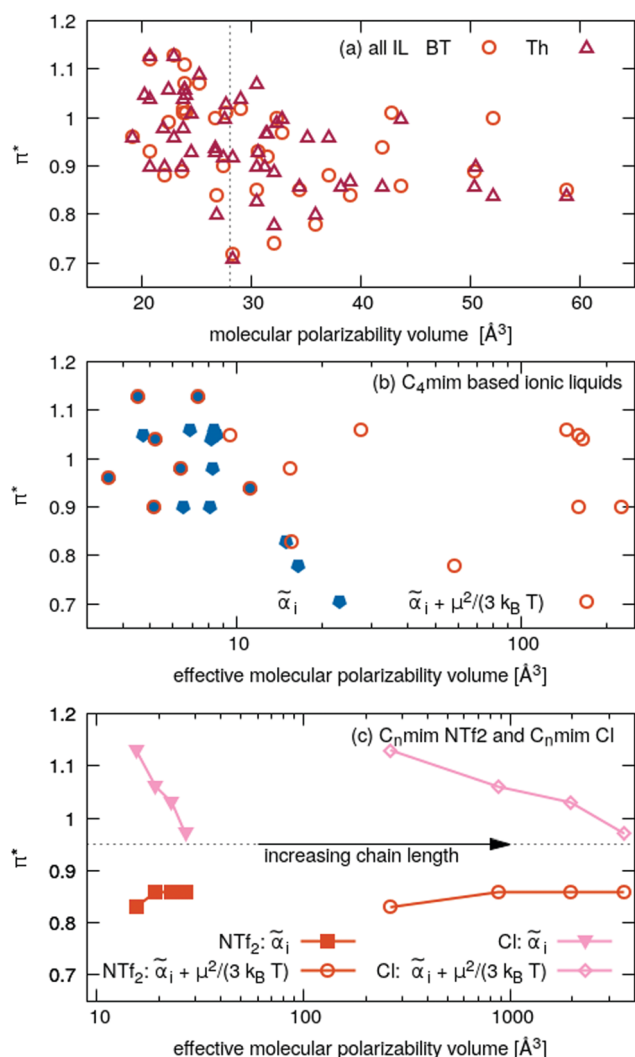 (a) all IL BT Th
1.2
1.1
1
0.9
0.8
0.7
π*
20 30 40 50 60
molecular polarizability volume [Å³]
(b) C₄mim based ionic liquids
1.2
1.1
1
0.9
0.8
0.7
π*
α̃ᵢ α̃ᵢ + μ²/(3 k_B T)
10 100
effective molecular polarizability volume [Å³]
(c) Cₙmim NTf2 and Cₙmim Cl
1.2
1.1
1
0.9
0.8
0.7
π*
increasing chain length
NTf₂: α̃ᵢ Cl: α̃ᵢ
NTf₂: α̃ᵢ + μ²/(3 k_B T) Cl: α̃ᵢ + μ²/(3 k_B T)
10 100 1000
effective molecular polarizability volume [Å³]